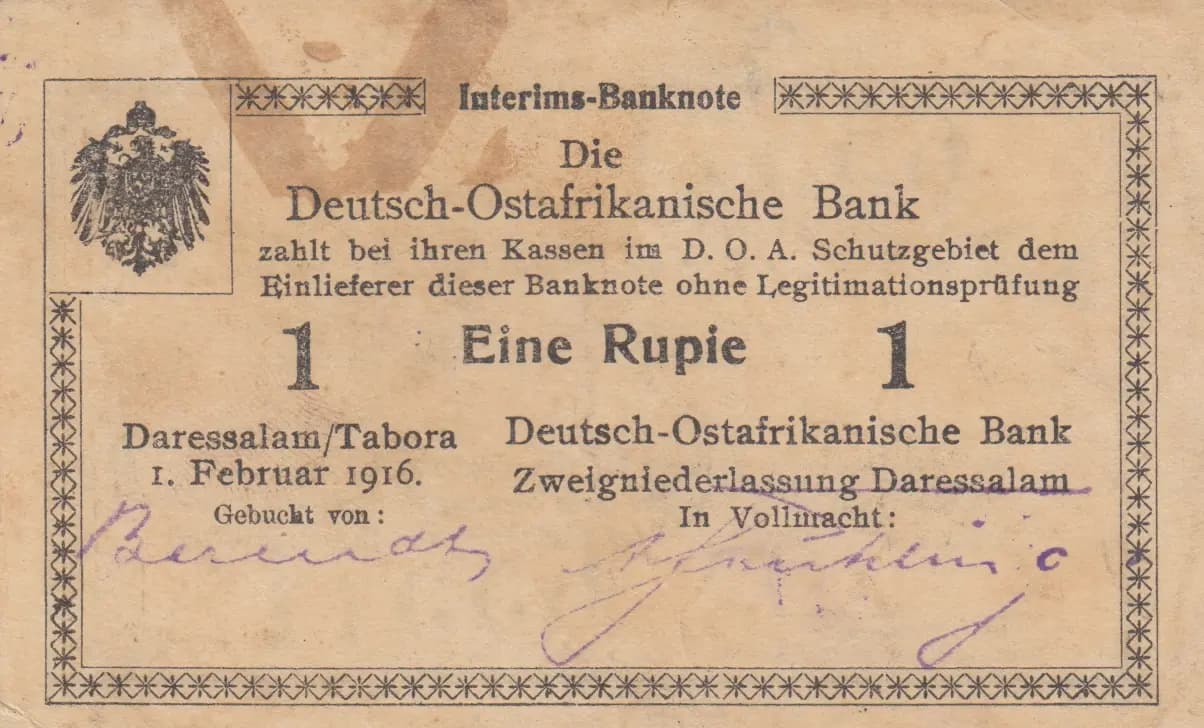 Interims-Banknote
Die
Deutsch-Ostafrikanische Bank
zahlt bei ihren Kassen im D. O. A. Schutzgebiet dem
Einlieferer dieser Banknote ohne Legitimationsprüfung
1 Eine Rupie 1
Daressalam/Tabora
1. Februar 1916.
Gebucht von:
Berendt
Deutsch-Ostafrikanische Bank
Zweigniederlassung Daressalam
In Vollmacht: